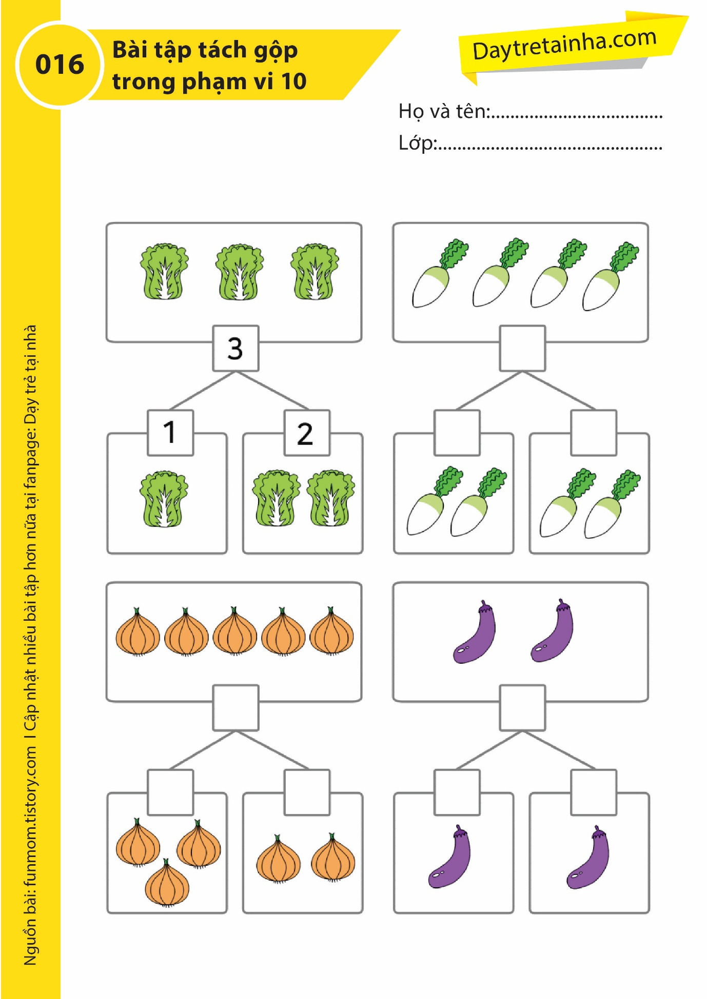 016
Bài tập tách gộp
trong phạm vi 10
Daytretainha.com
Họ và tên:....................................
Lớp:...............................................
3
1
2
Nguồn bài: funmom.tistory.com I Cập nhật nhiều bài tập hơn nữa tại fanpage: Dạy trẻ tại nhà